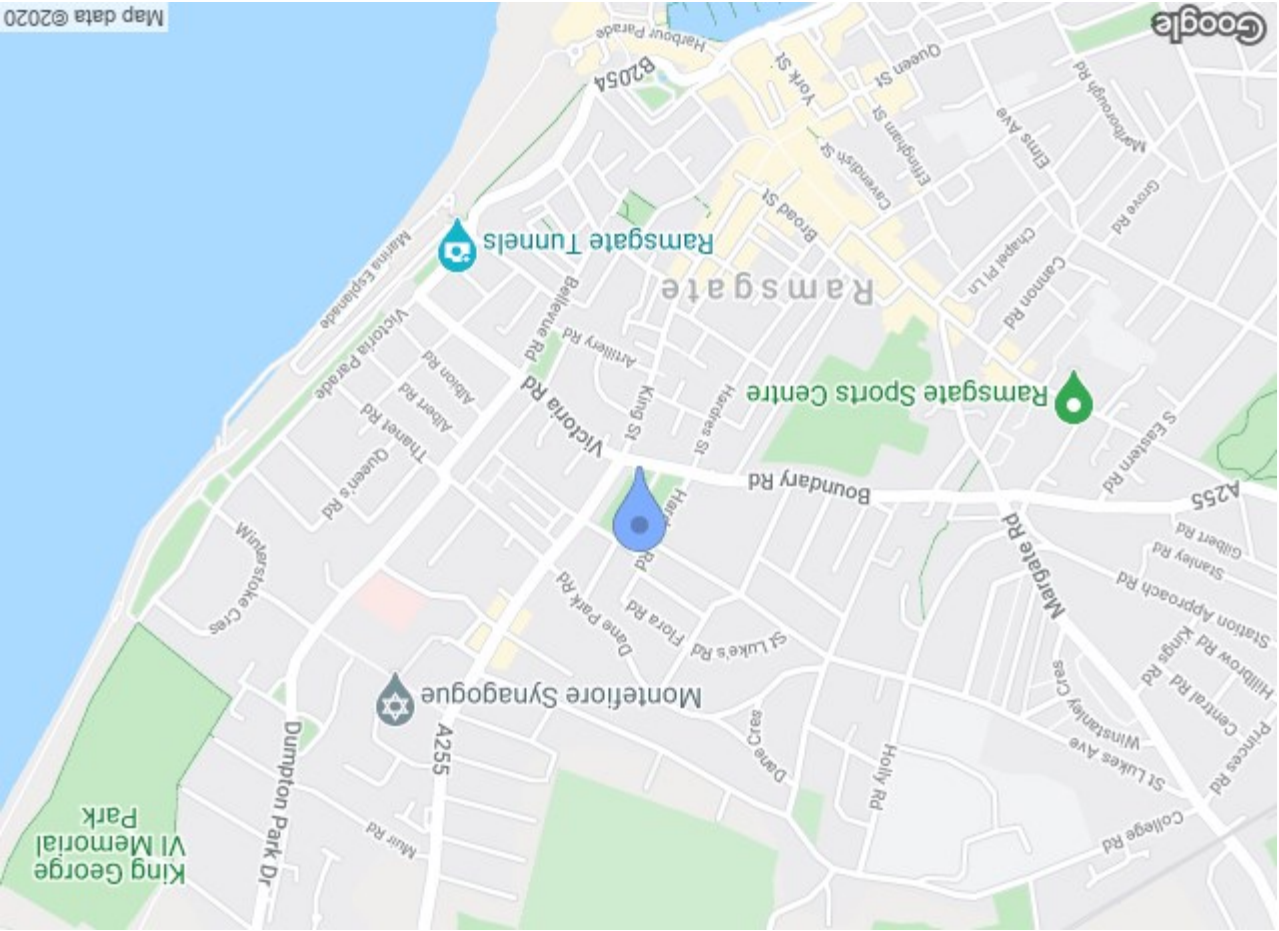 King George
VI Memorial
Park
Dumpton Park Dr
Muir Rd
A255
College Rd
Princes Rd
Hillbrow Rd
Central Rd
Kings Rd
Station Approach Rd
Stanley Rd
Gilbert Rd
St Lukes Ave
Winstanley Cres
Holly Rd
Dane Cres
Montefiore Synagogue
St Luke's Rd
Flora Rd
Dane Park Rd
Winterstoke Cres
Margate Rd
A255
S Eastern Rd
Boundary Rd
Rd
Queen's Rd
Thanet Rd
Albert Rd
Albion Rd
Victoria Rd
King St
Hardres St
Ramsgate Sports Centre
Victoria Parade
Artillery Rd
Bellevue Rd
Marina Esplanade
Ramsgate
Cannon Rd
Chapel Pl Ln
Ramsgate Tunnels
Broad St
Grove Rd
Cavendish St
Effingham St
Elms Ave
Marlborough Rd
York St
Queen St
B2054
Harbour Parade
Google
Map data ©2020